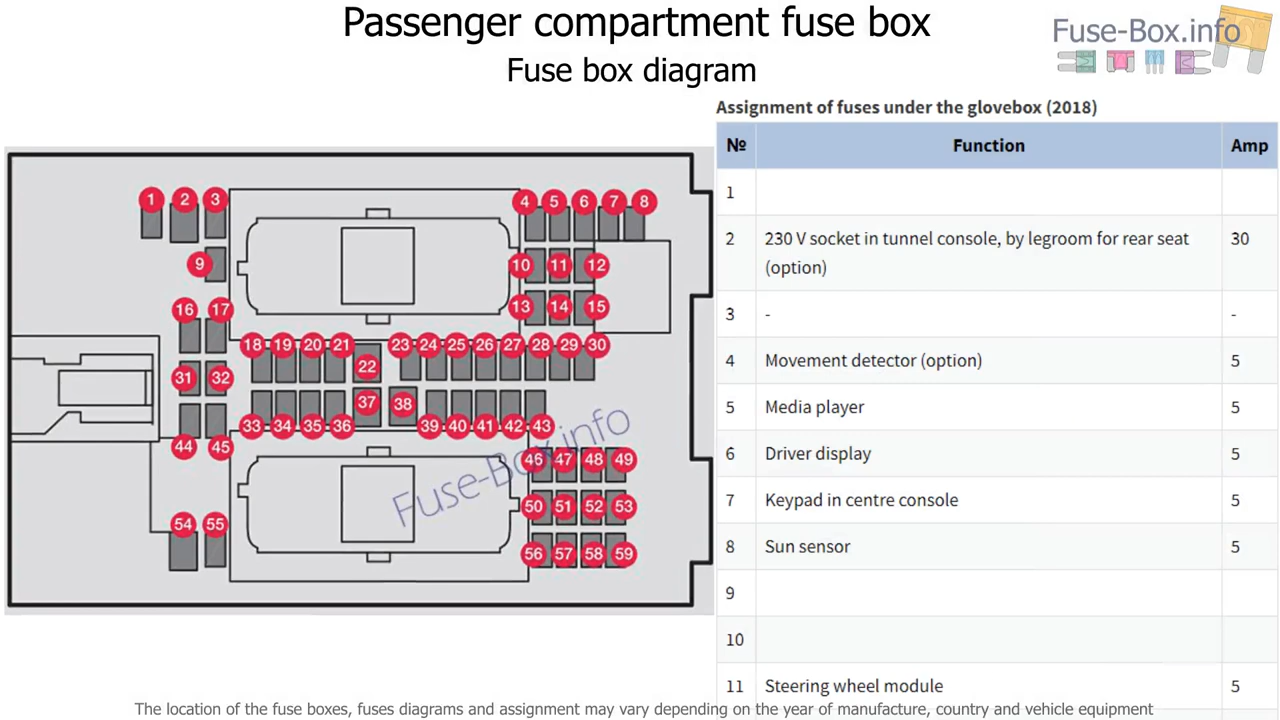 Passenger compartment fuse box
Fuse box diagram
Fuse-Box.info
Assignment of fuses under the glovebox (2018)
№ Function Amp
1
2 230 V socket in tunnel console, by legroom for rear seat (option) 30
3 - -
4 Movement detector (option) 5
5 Media player 5
6 Driver display 5
7 Keypad in centre console 5
8 Sun sensor 5
9
10
11 Steering wheel module 5
1 2 3 4 5 6 7 8
9 10 11 12
13 14 15
16 17
18 19 20 21 22 23 24 25 26 27 28 29 30
31 32
33 34 35 36 37 38 39 40 41 42 43
44 45
46 47 48 49
50 51 52 53
54 55
56 57 58 59
Fuse-Box.info
The location of the fuse boxes, fuses diagrams and assignment may vary depending on the year of manufacture, country and vehicle equipment